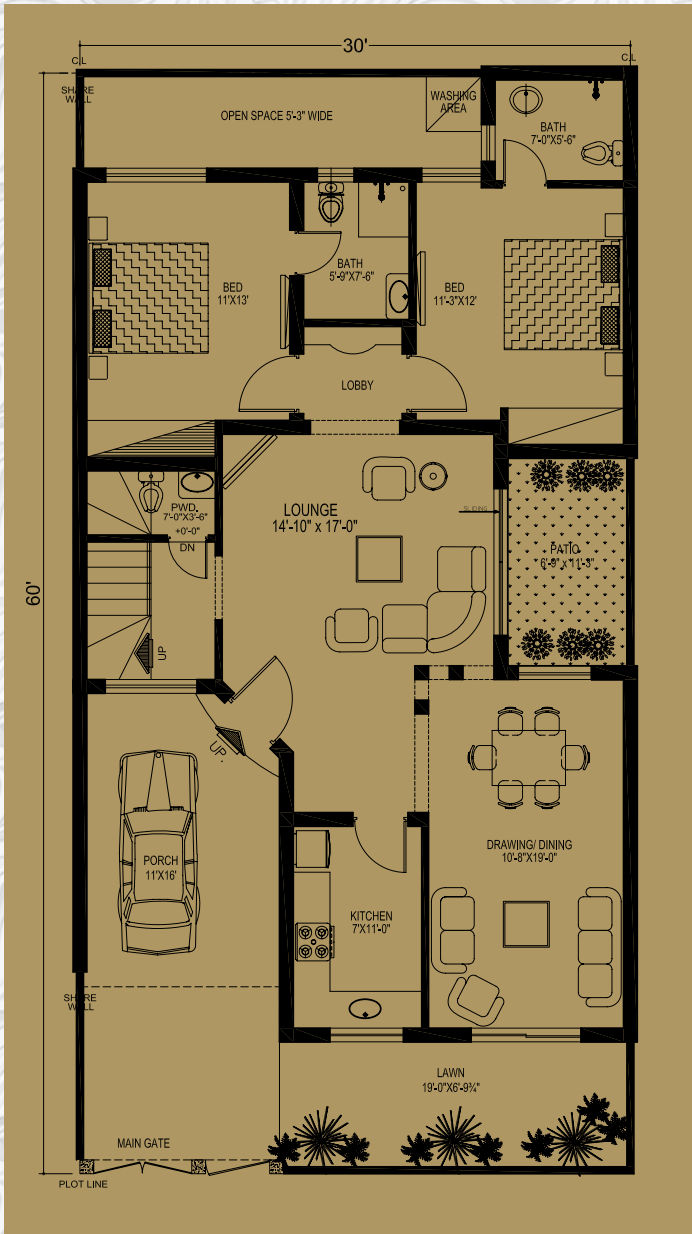 30'
C.L
C.L
SHARE
WALL
OPEN SPACE 5'-3" WIDE
WASHING
AREA
BATH
7'-0"X5'-6"
BATH
5'-9"X7'-6"
BED
11'X13'
BED
11'-3"X12'
LOBBY
LOUNGE
14'-10" x 17'-0"
PWD.
7'-0"X3'-6"
+0'-0"
DN
SLIDING
PATIO
6'-9" x 11'-3"
60'
UP
UP.
DRAWING/ DINING
10'-8"X19'-0"
PORCH
11'X16'
KITCHEN
7'X11'-0"
SHARE
WALL
LAWN
19'-0"X6'-9¾"
MAIN GATE
PLOT LINE